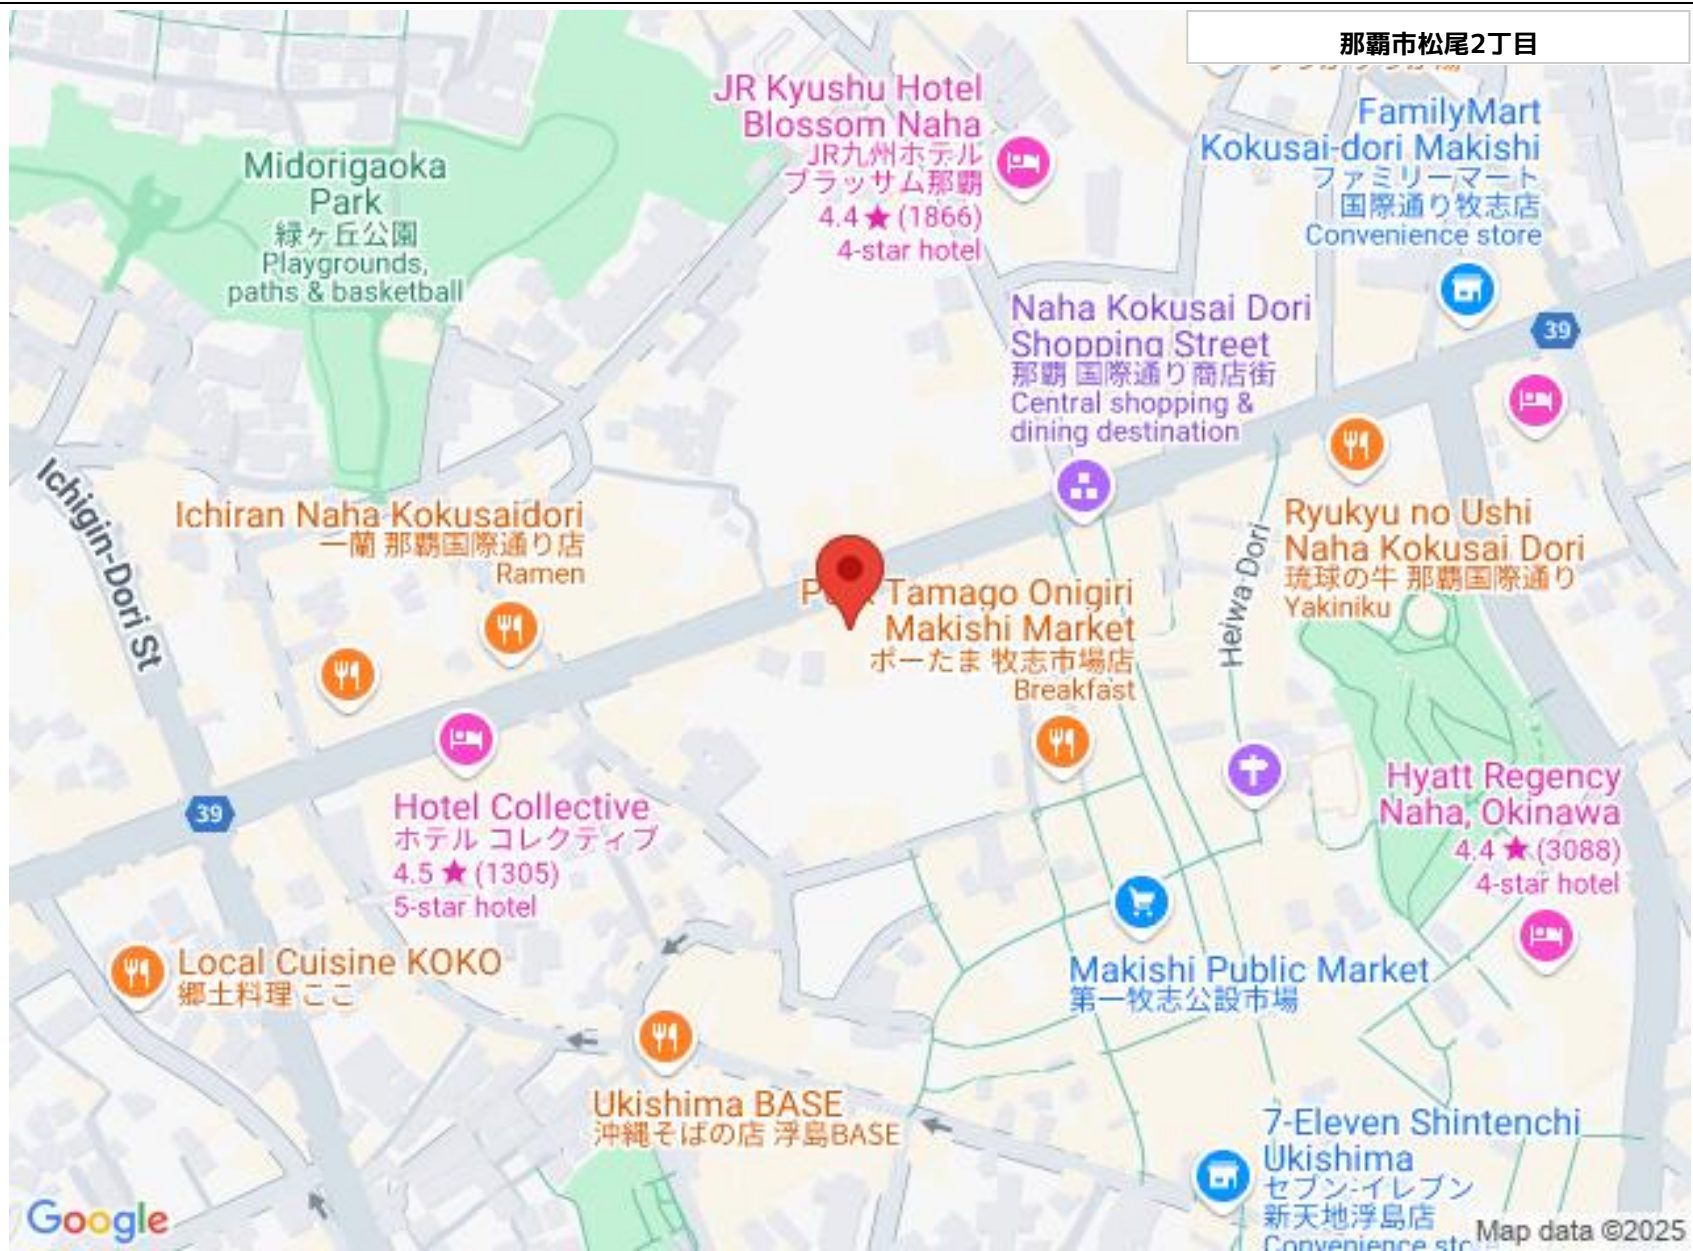 那覇市松尾2丁目
JR Kyushu Hotel
Blossom Naha
JR九州ホテル
ブラッサム那覇
4.4★(1866)
4-star hotel
FamilyMart
Kokusai-dori Makishi
ファミリーマート
国際通り牧志店
Convenience store
Midorigaoka
Park
緑ヶ丘公園
Playgrounds,
paths & basketball
Naha Kokusai Dori
Shopping Street
那覇 国際通り商店街
Central shopping &
dining destination
39
Ichigin-Dori St
Ichiran Naha Kokusaidori
一蘭 那覇国際通り店
Ramen
Heiwa Dori
Ryukyu no Ushi
Naha Kokusai Dori
琉球の牛 那覇国際通り
Yakiniku
Tamago Onigiri
Makishi Market
ポーたま 牧志市場店
Breakfast
39
Hotel Collective
ホテル コレクティブ
4.5★(1305)
5-star hotel
Hyatt Regency
Naha, Okinawa
4.4★(3088)
4-star hotel
Local Cuisine KOKO
郷土料理 ここ
Makishi Public Market
第一牧志公設市場
Ukishima BASE
沖縄そばの店 浮島BASE
7-Eleven Shintenchi
Ukishima
セブン-イレブン
新天地浮島店
Convenience
Google
Map data ©2025